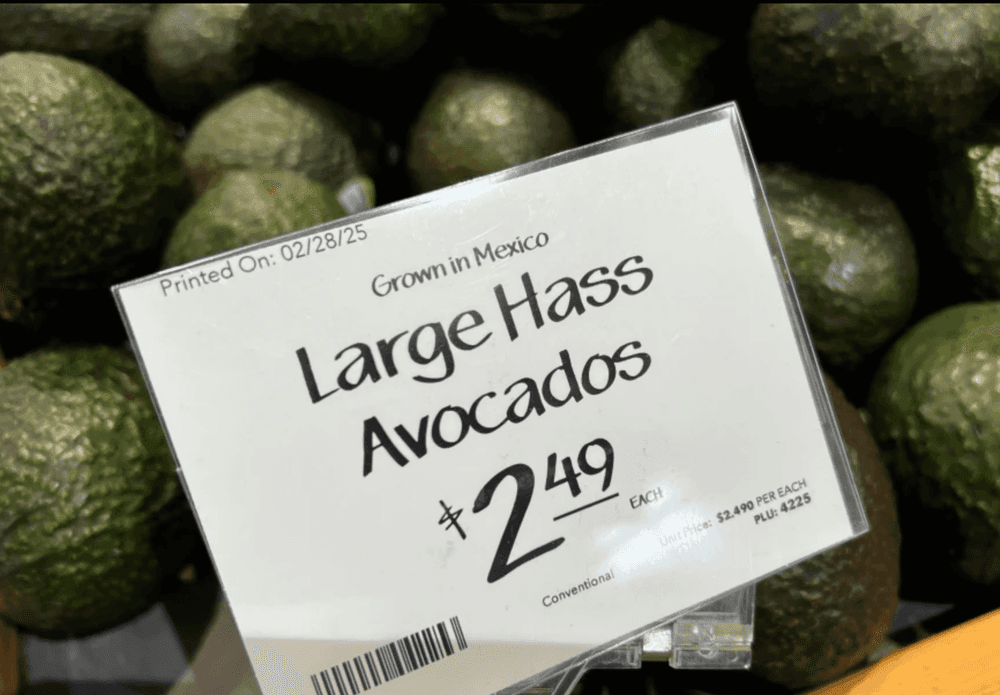 Printed On: 02/28/25
Grown in Mexico
Large Hass
Avocados
$2.49 EACH
Unit Price: $2.490 PER EACH
PLU: 4225
Conventional